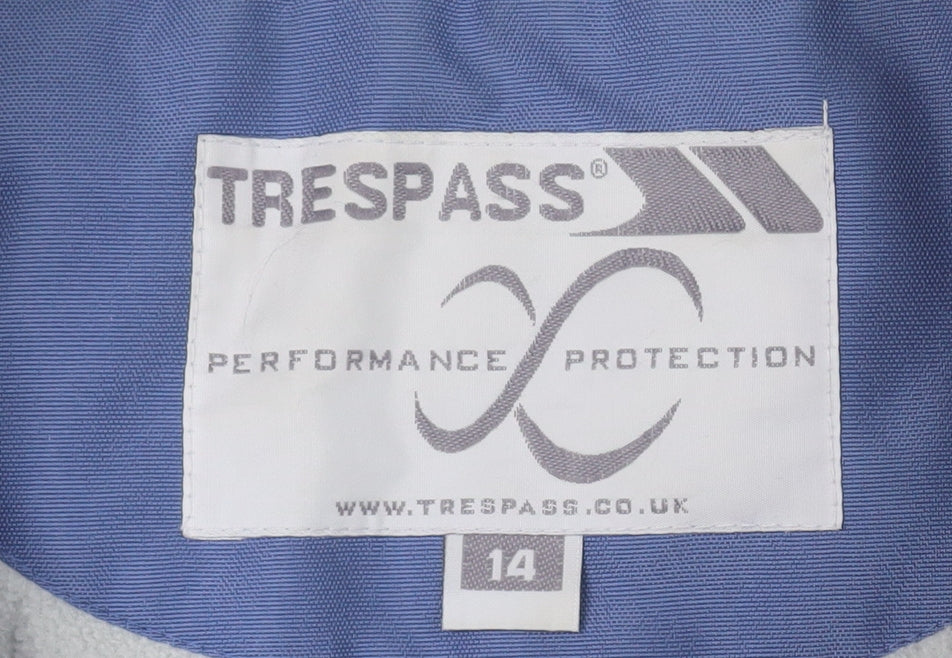 TRESPASS®
PERFORMANCE PROTECTION
WWW.TRESPASS.CO.UK
14